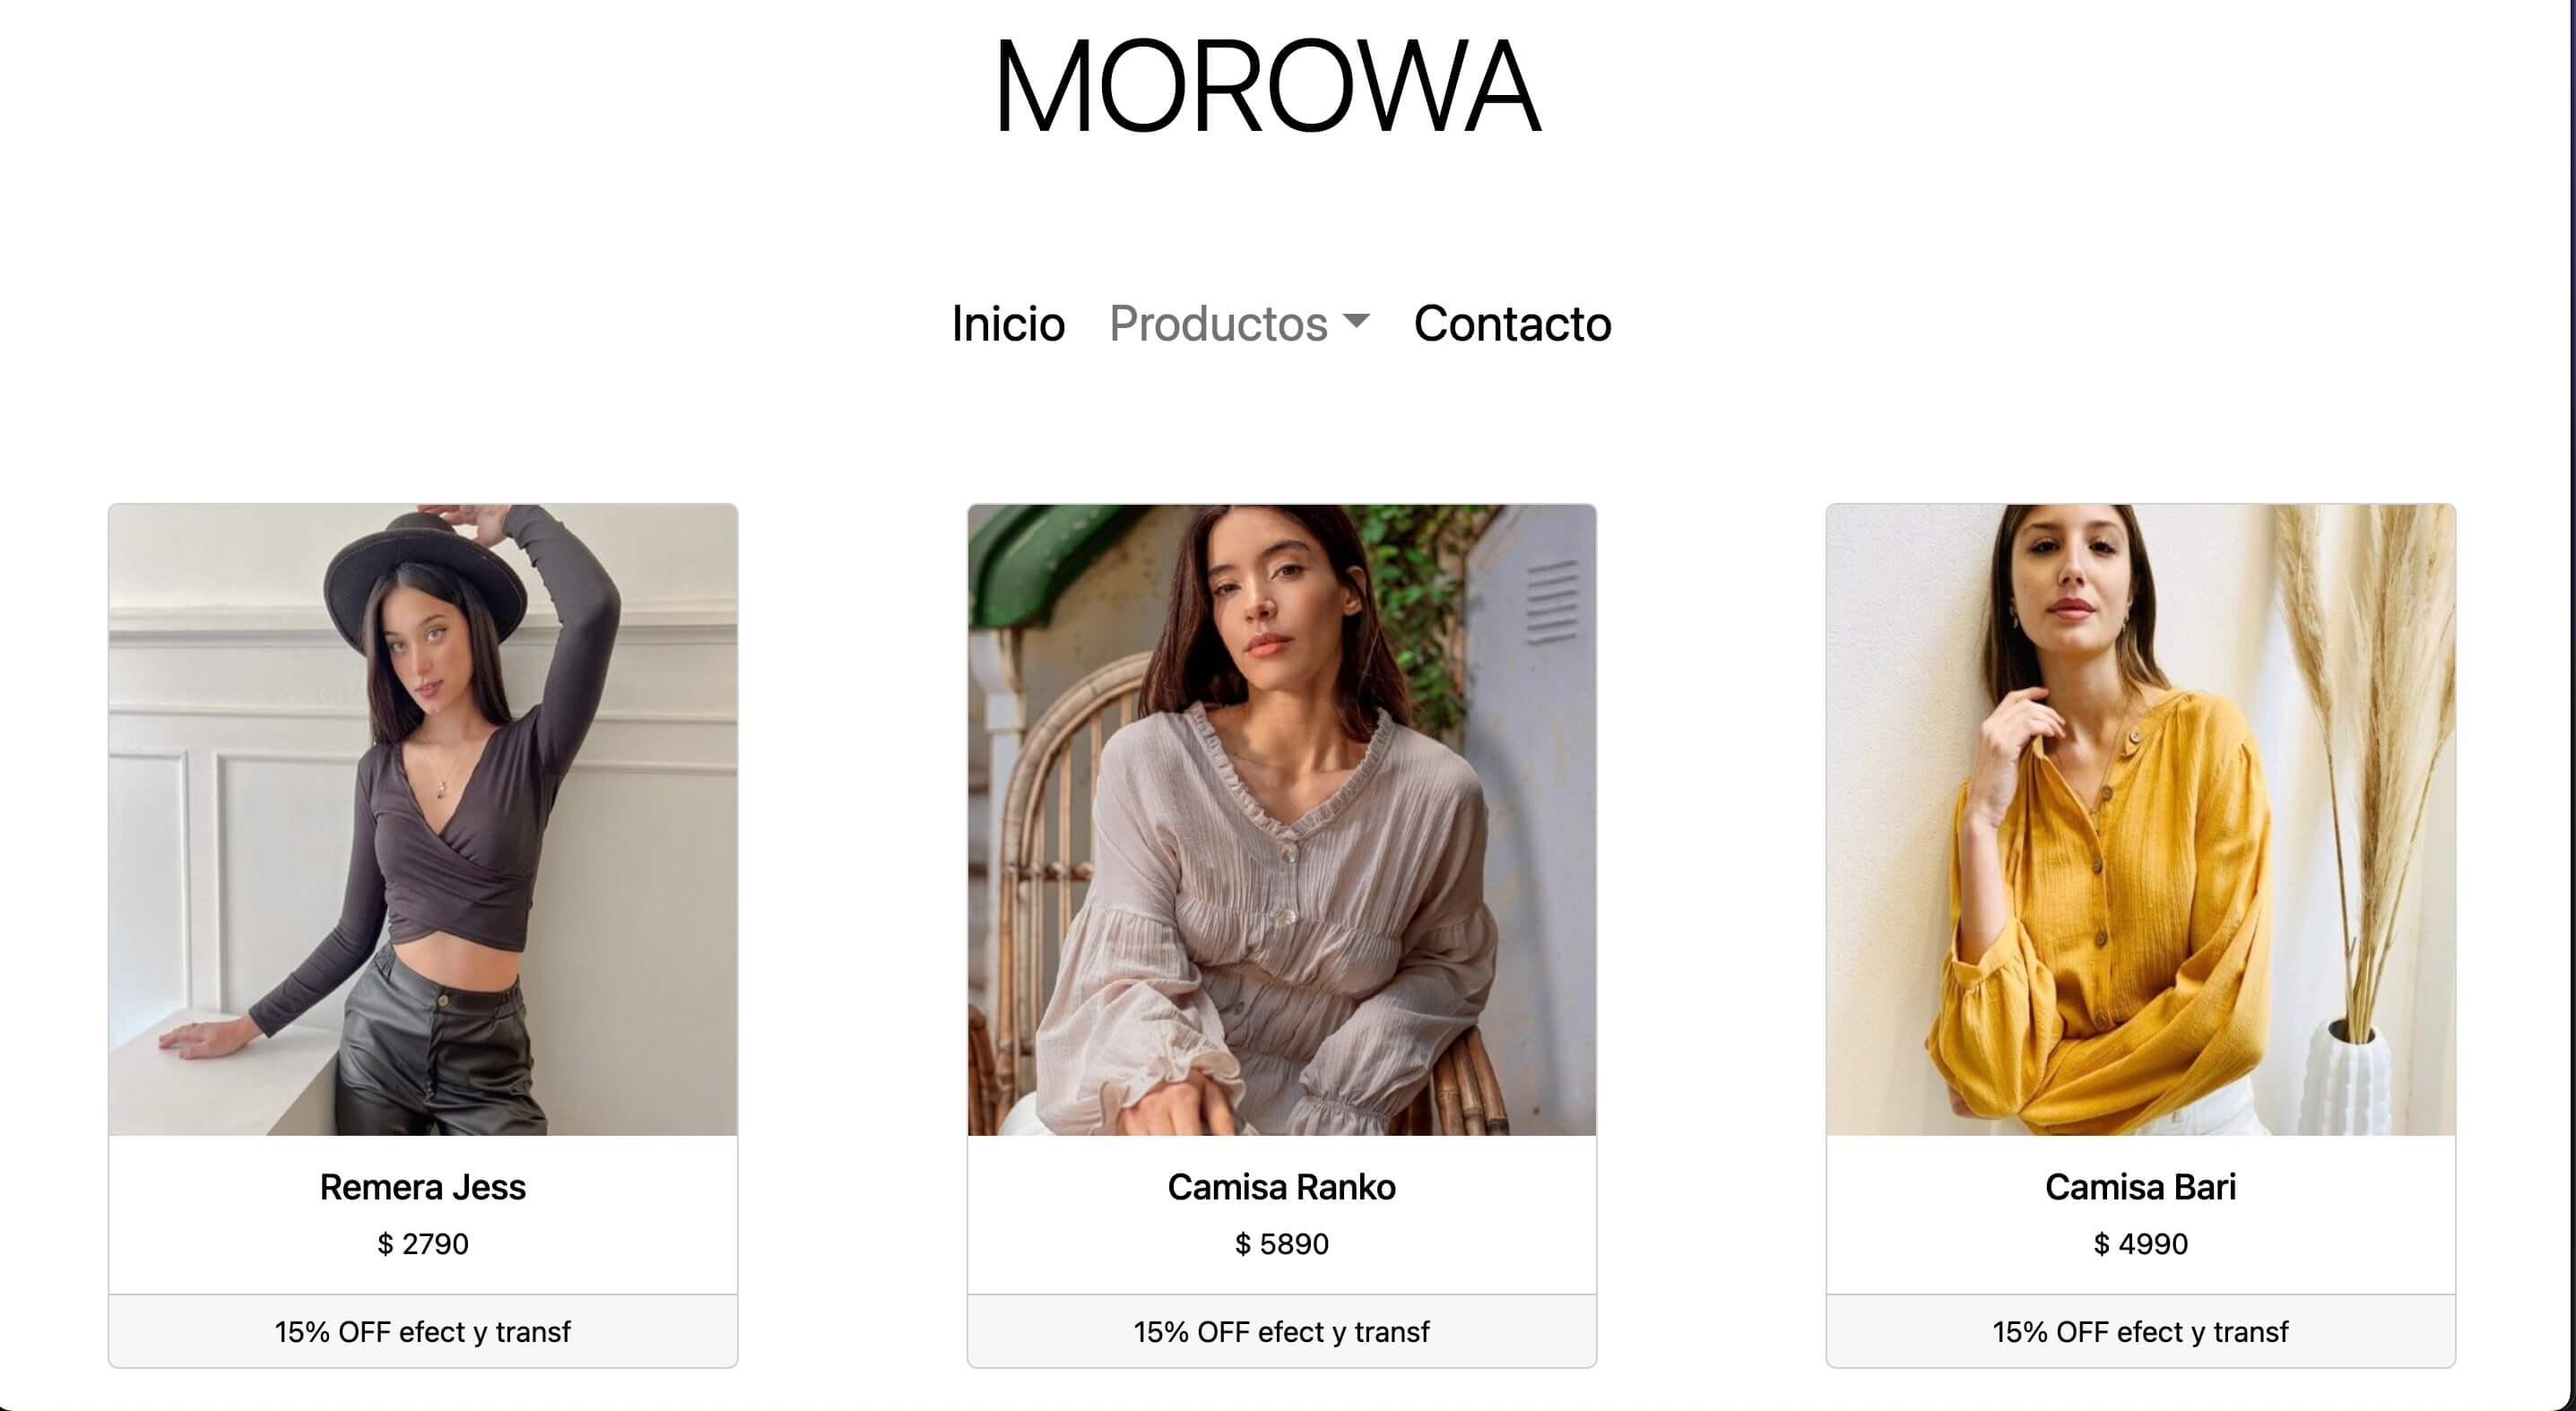 MOROWA
Inicio Productos Contacto
Remera Jess
$ 2790
15% OFF efect y transf
Camisa Ranko
$ 5890
15% OFF efect y transf
Camisa Bari
$ 4990
15% OFF efect y transf